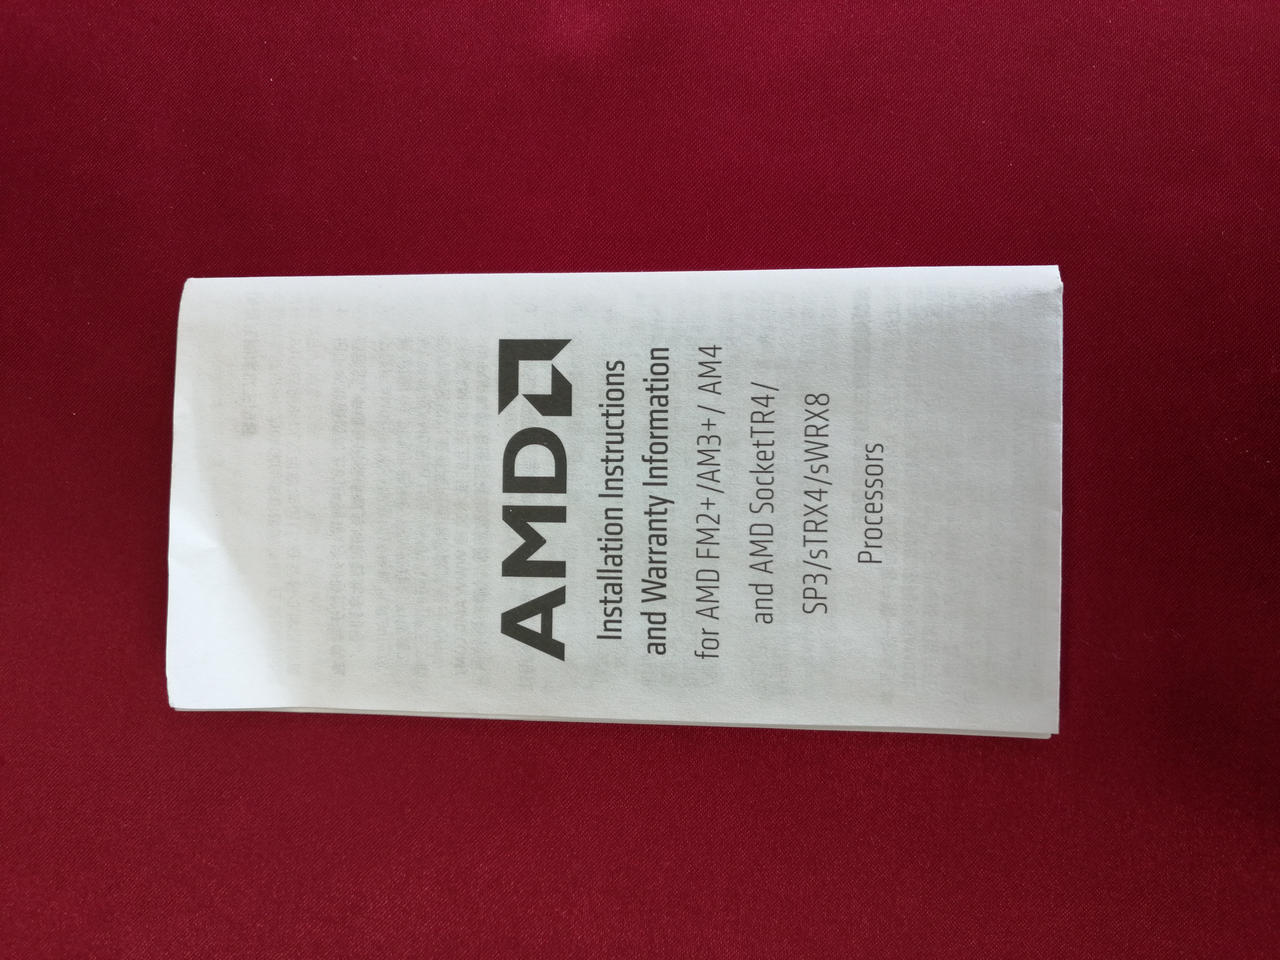 AMD
Installation Instructions
and Warranty Information
for AMD FM2+/AM3+/ AM4
and AMD SocketTR4/
SP3/sTRX4/sWRX8
Processors